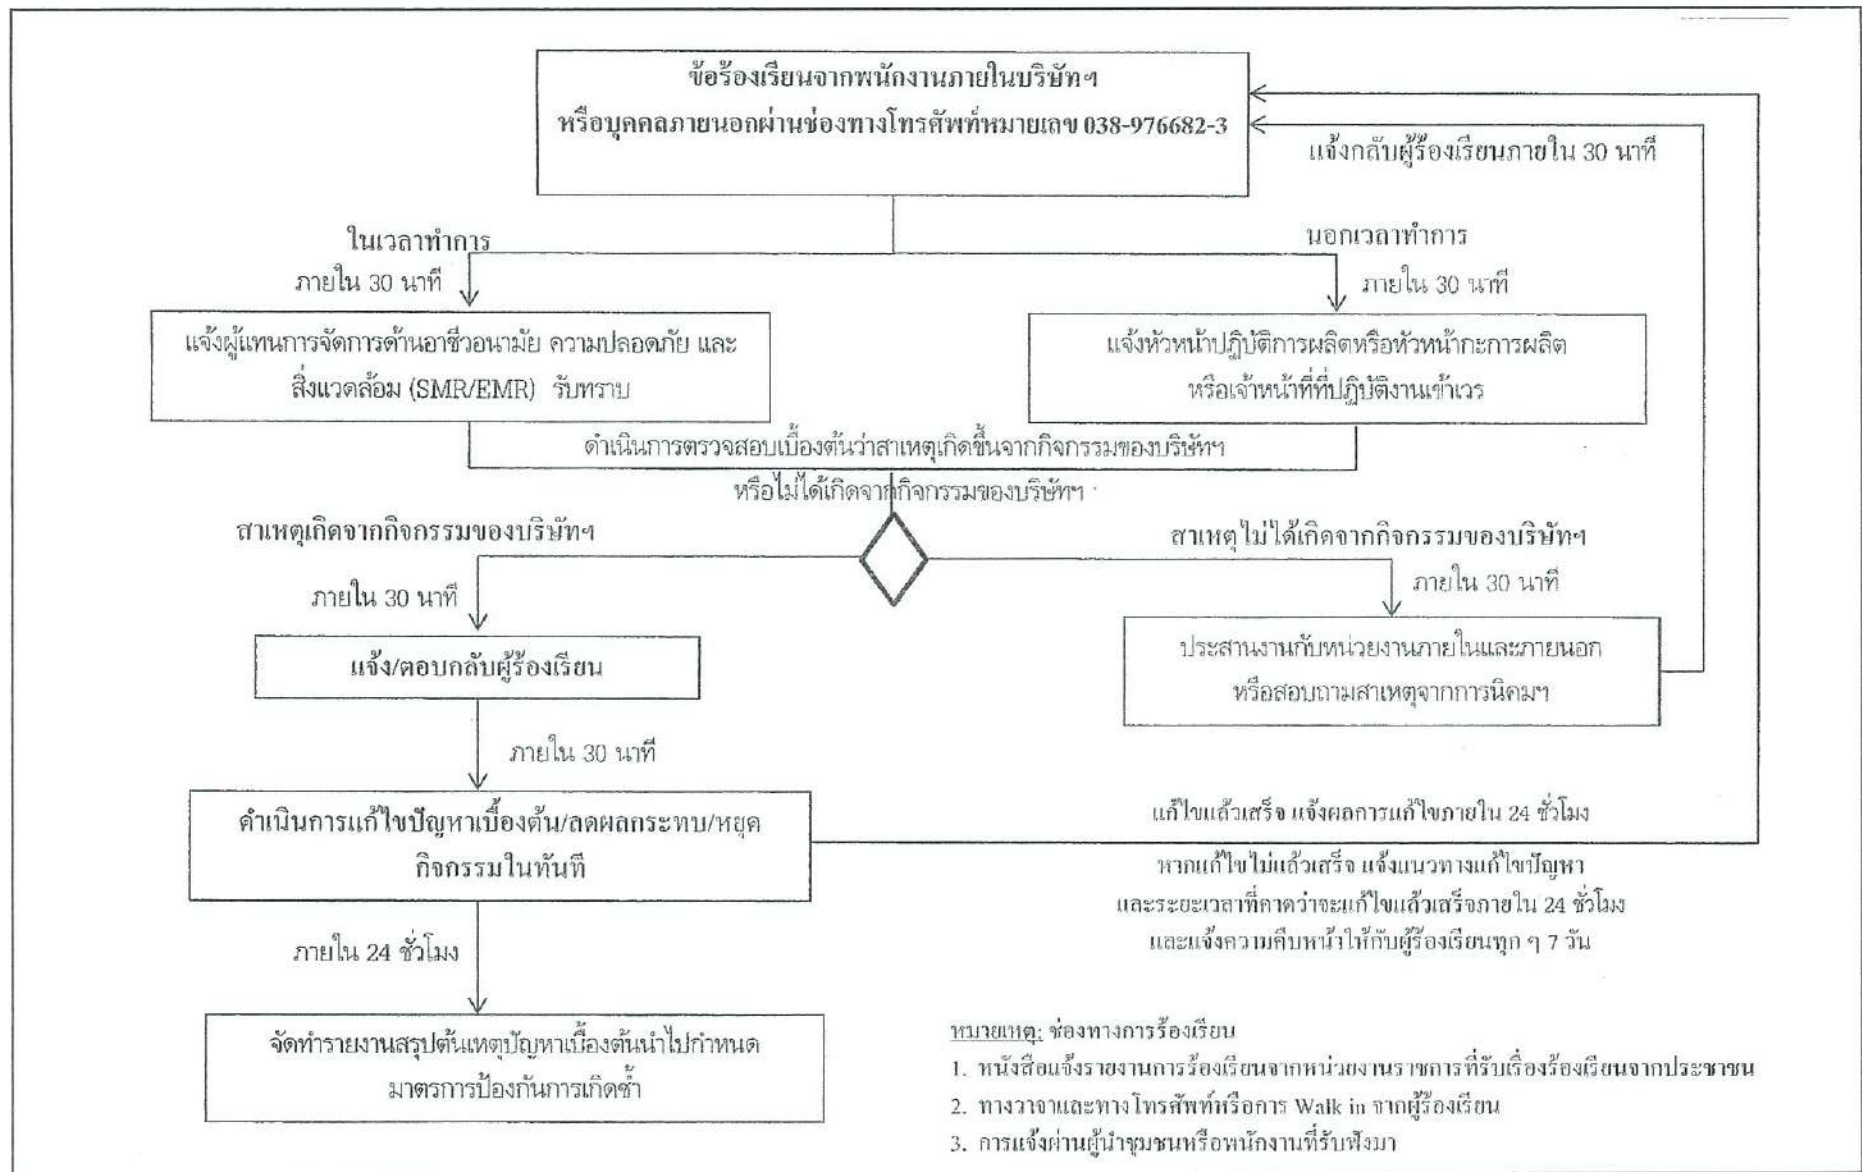 ข้อร้องเรียนจากพนักงานภายในบริษัทฯ
หรือบุคคลภายนอกผ่านช่องทางโทรศัพท์หมายเลข 038-976682-3
แจ้งกลับผู้ร้องเรียนภายใน 30 นาที
ในเวลาทำการ
นอกเวลาทำการ
ภายใน 30 นาที
ภายใน 30 นาที
แจ้งผู้แทนการจัดการด้านอาชีวอนามัย ความปลอดภัย และ
สิ่งแวดล้อม (SMR/EMR) รับทราบ
แจ้งหัวหน้าปฏิบัติการผลิตหรือหัวหน้ากะการผลิต
หรือเจ้าหน้าที่ที่ปฏิบัติงานเข้าเวร
ดำเนินการตรวจสอบเบื้องต้นว่าสาเหตุเกิดขึ้นจากกิจกรรมของบริษัทฯ
หรือไม่ได้เกิดจากกิจกรรมของบริษัทฯ
สาเหตุเกิดจากกิจกรรมของบริษัทฯ
สาเหตุไม่ได้เกิดจากกิจกรรมของบริษัทฯ
ภายใน 30 นาที
ภายใน 30 นาที
แจ้ง/ตอบกลับผู้ร้องเรียน
ประสานงานกับหน่วยงานภายในและภายนอก
หรือสอบถามสาเหตุจากการนิคมฯ
ภายใน 30 นาที
ดำเนินการแก้ไขปัญหาเบื้องต้น/ลดผลกระทบ/หยุด
กิจกรรมในทันที
แก้ไขแล้วเสร็จ แจ้งผลการแก้ไขภายใน 24 ชั่วโมง
หากแก้ไขไม่แล้วเสร็จ แจ้งแนวทางแก้ไขปัญหา
และระยะเวลาที่คาดว่าจะแก้ไขแล้วเสร็จภายใน 24 ชั่วโมง
และแจ้งความคืบหน้าให้กับผู้ร้องเรียนทุก ๆ 7 วัน
ภายใน 24 ชั่วโมง
จัดทำรายงานสรุปต้นเหตุปัญหาเบื้องต้นนำไปกำหนด
มาตรการป้องกันการเกิดซ้ำ
หมายเหตุ: ช่องทางการร้องเรียน
1. หนังสือแจ้งรายงานการร้องเรียนจากหน่วยงานราชการที่รับเรื่องร้องเรียนจากประชาชน
2. ทางวาจาและทางโทรศัพท์หรือการ Walk in จากผู้ร้องเรียน
3. การแจ้งผ่านผู้นำชุมชนหรือพนักงานที่รับฟังมา